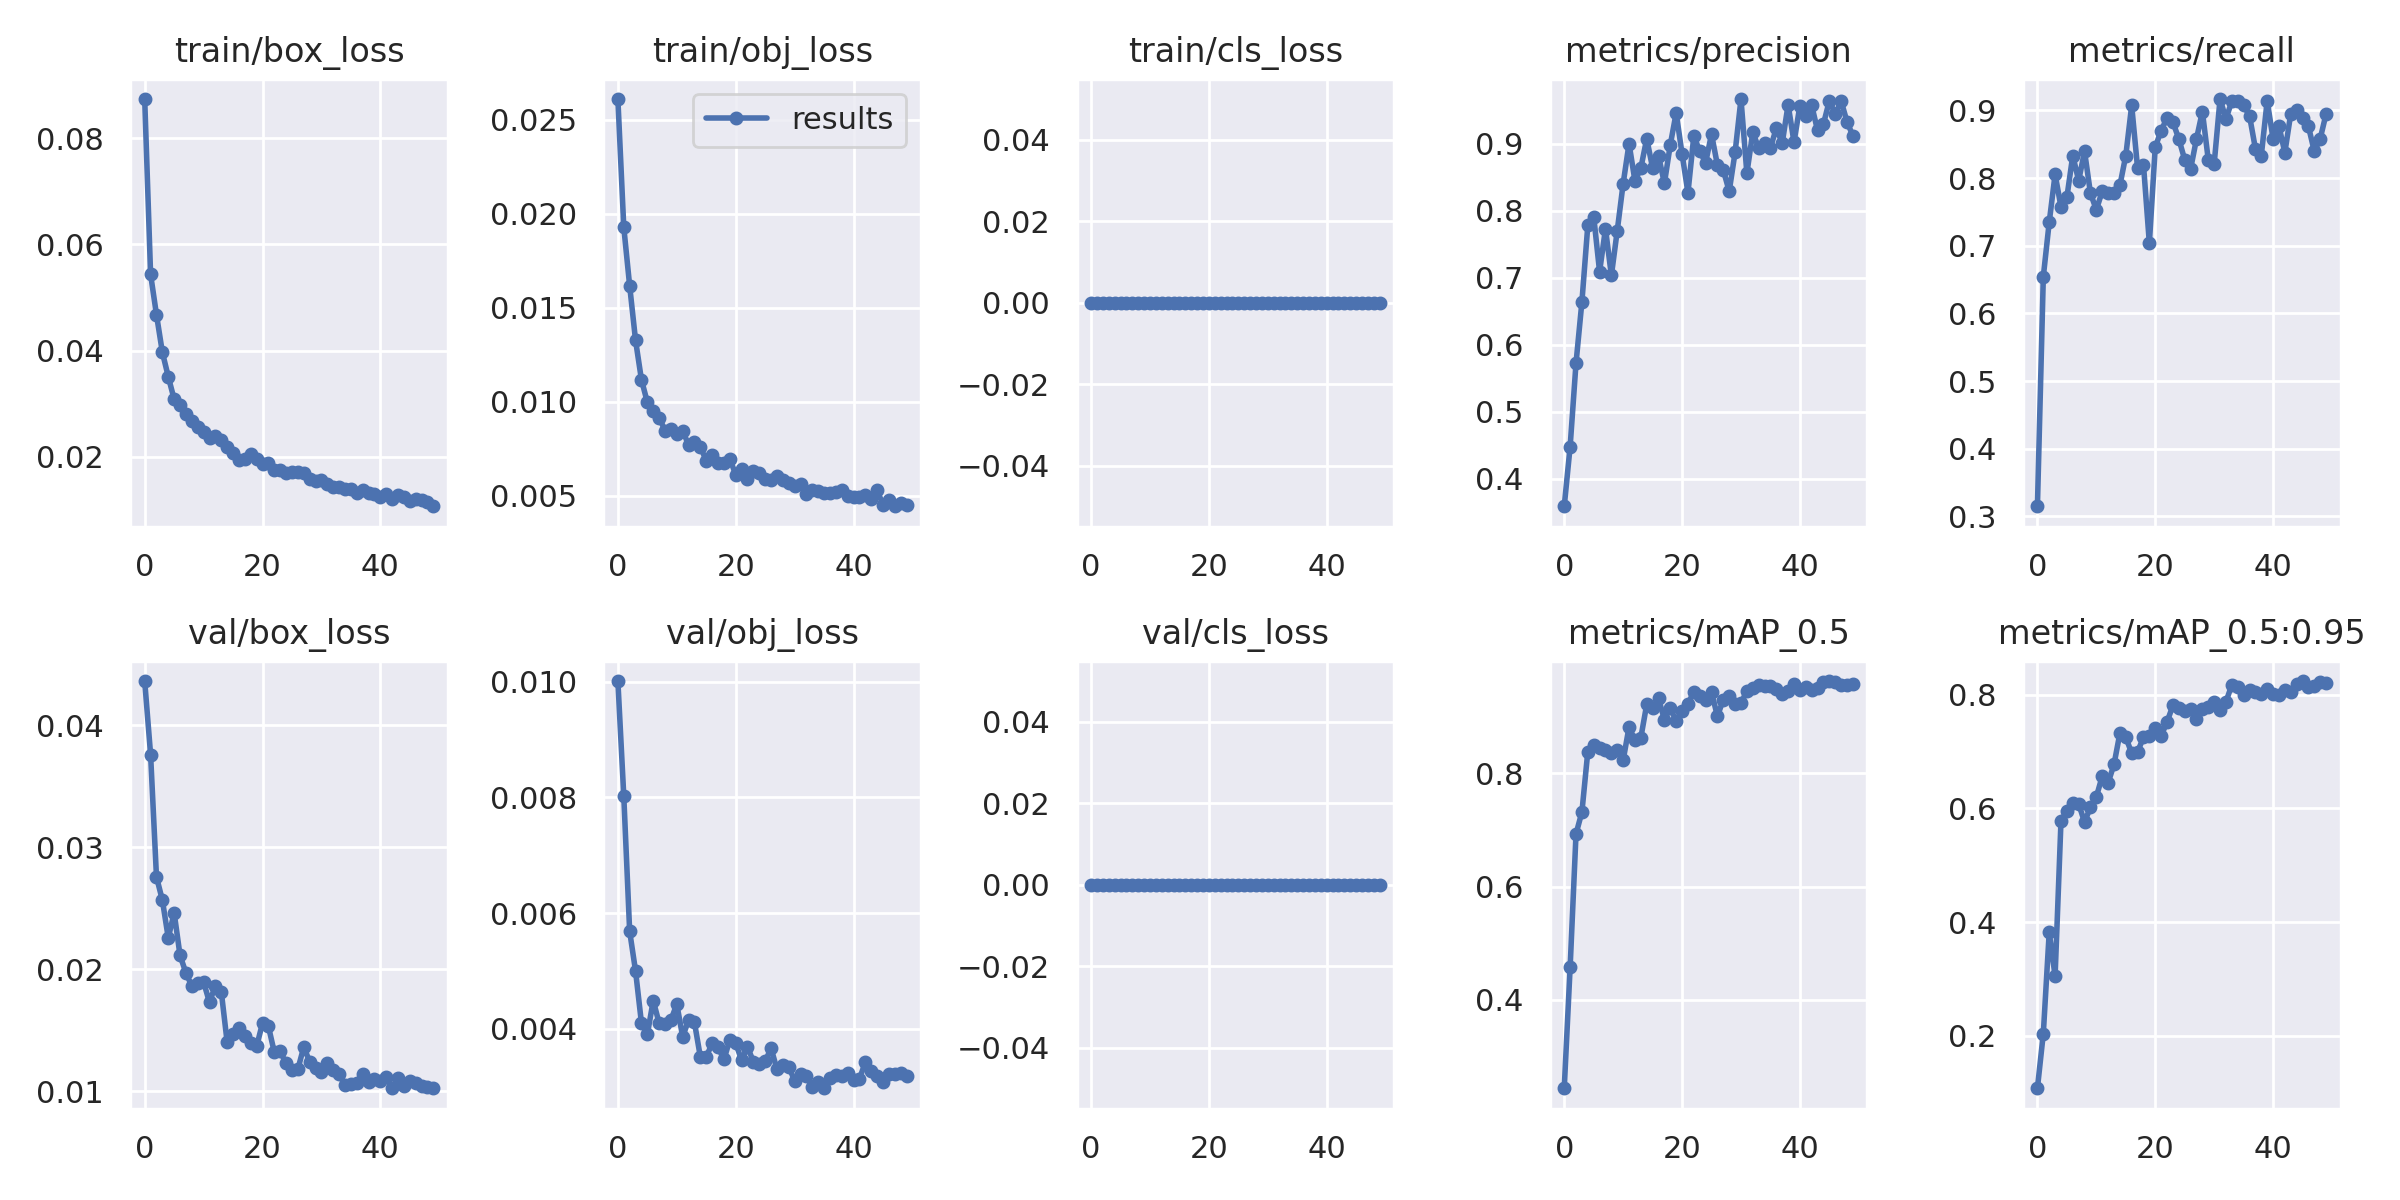 train/box_loss
0.08
0.06
0.04
0.02
0 20 40
train/obj_loss
results
0.025
0.020
0.015
0.010
0.005
0 20 40
train/cls_loss
0.04
0.02
0.00
−0.02
−0.04
0 20 40
metrics/precision
0.9
0.8
0.7
0.6
0.5
0.4
0 20 40
metrics/recall
0.9
0.8
0.7
0.6
0.5
0.4
0.3
0 20 40
val/box_loss
0.04
0.03
0.02
0.01
0 20 40
val/obj_loss
0.010
0.008
0.006
0.004
0 20 40
val/cls_loss
0.04
0.02
0.00
−0.02
−0.04
0 20 40
metrics/mAP_0.5
0.8
0.6
0.4
0 20 40
metrics/mAP_0.5:0.95
0.8
0.6
0.4
0.2
0 20 40